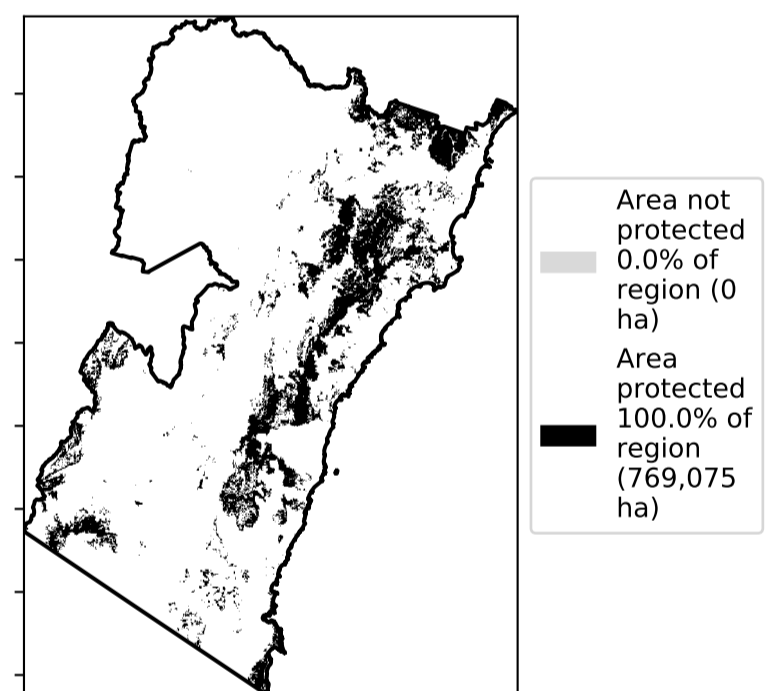 Area not
protected
0.0% of
region (0
ha)
Area
protected
100.0% of
region
(769,075
ha)